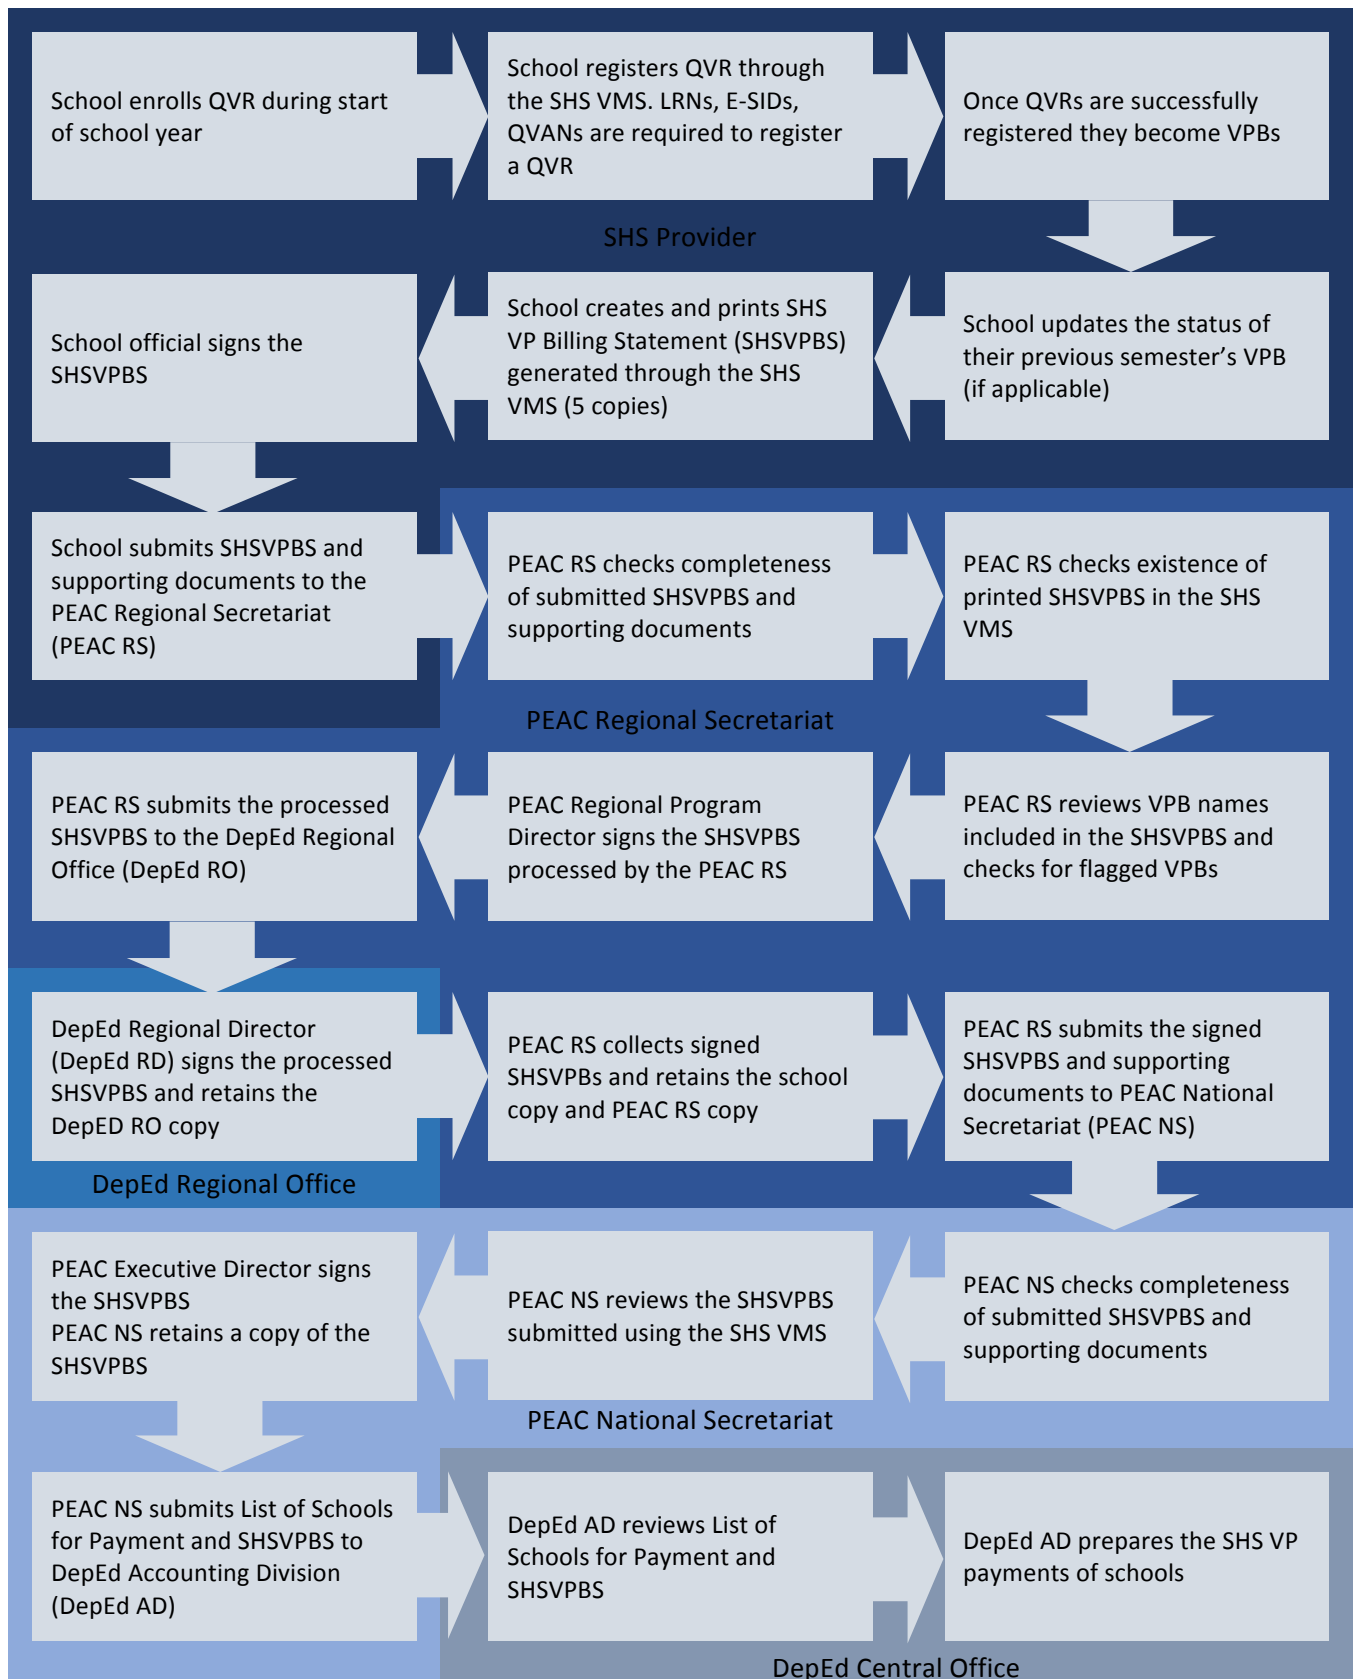 School enrolls QVR during start
of school year
School registers QVR through
the SHS VMS. LRNs, E-SIDs,
QVANs are required to register
a QVR
Once QVRs are successfully
registered they become VPBs
SHS Provider
School updates the status of
their previous semester’s VPB
(if applicable)
School creates and prints SHS
VP Billing Statement (SHSVPBS)
generated through the SHS
VMS (5 copies)
School official signs the
SHSVPBS
School submits SHSVPBS and
supporting documents to the
PEAC Regional Secretariat
(PEAC RS)
PEAC RS checks completeness
of submitted SHSVPBS and
supporting documents
PEAC RS checks existence of
printed SHSVPBS in the SHS
VMS
PEAC Regional Secretariat
PEAC RS reviews VPB names
included in the SHSVPBS and
checks for flagged VPBs
PEAC Regional Program
Director signs the SHSVPBS
processed by the PEAC RS
PEAC RS submits the processed
SHSVPBS to the DepEd Regional
Office (DepEd RO)
DepEd Regional Director
(DepEd RD) signs the processed
SHSVPBS and retains the
DepED RO copy
DepEd Regional Office
PEAC RS collects signed
SHSVPBs and retains the school
copy and PEAC RS copy
PEAC RS submits the signed
SHSVPBS and supporting
documents to PEAC National
Secretariat (PEAC NS)
PEAC NS checks completeness
of submitted SHSVPBS and
supporting documents
PEAC NS reviews the SHSVPBS
submitted using the SHS VMS
PEAC Executive Director signs
the SHSVPBS
PEAC NS retains a copy of the
SHSVPBS
PEAC National Secretariat
PEAC NS submits List of Schools
for Payment and SHSVPBS to
DepEd Accounting Division
(DepEd AD)
DepEd AD reviews List of
Schools for Payment and
SHSVPBS
DepEd AD prepares the SHS VP
payments of schools
DepEd Central Office